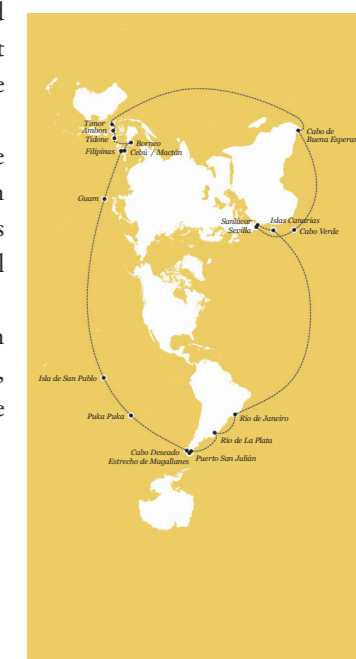 d
t
e
e
n
s
l
n
,
e
Timor
Ambon
Tidone
Borneo
Filipinas
Cebú / Mactán
Guam
Cabo de
Buena Esperan
Sanlúcar
Sevilla
Islas Canarias
Cabo Verde
Isla de San Pablo
Puka Puka
Río de Janeiro
Río de La Plata
Cabo Deseado
Estrecho de Magallanes
Puerto San Julián